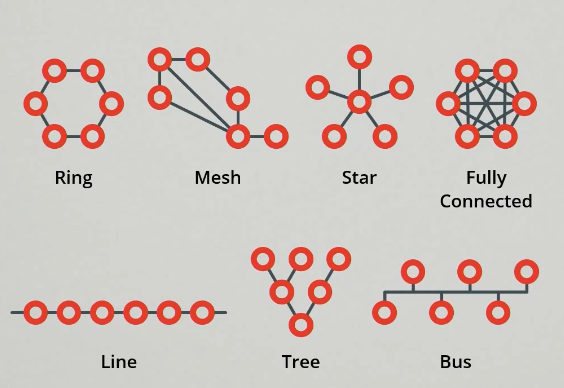 Ring
Mesh
Star
Fully
Connected
Line
Tree
Bus